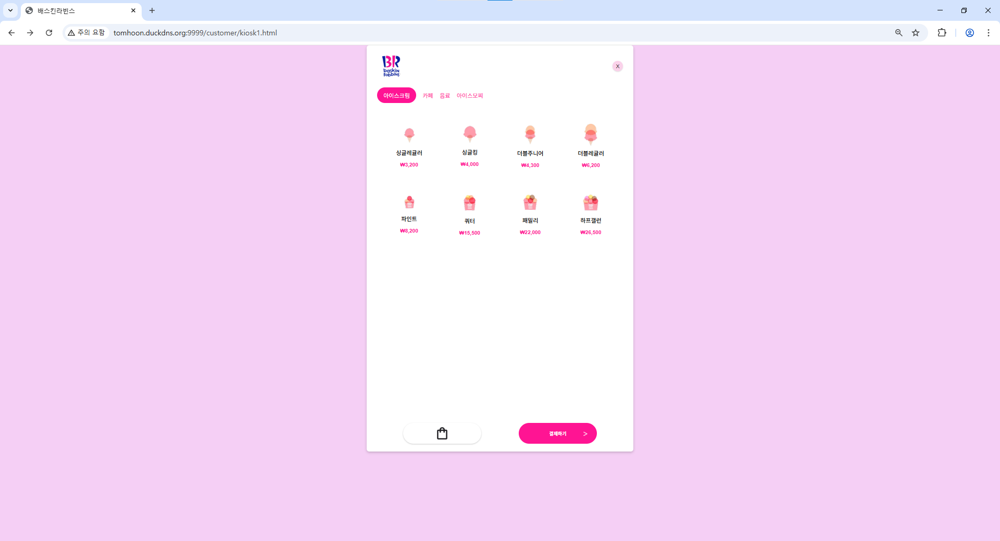 배스킨라빈스
주의 요함 tomhoon.duckdns.org:9999/customer/kiosk1.html
BR
baskin
robbins
X
아이스크림 카페 음료 아이스모찌
싱글레귤러 싱글킹 더블주니어 더블레귤러
₩3,200 ₩4,000 ₩4,300 ₩6,200
파인트 쿼터 패밀리 하프갤런
₩8,200 ₩15,500 ₩22,000 ₩26,500
결제하기 >